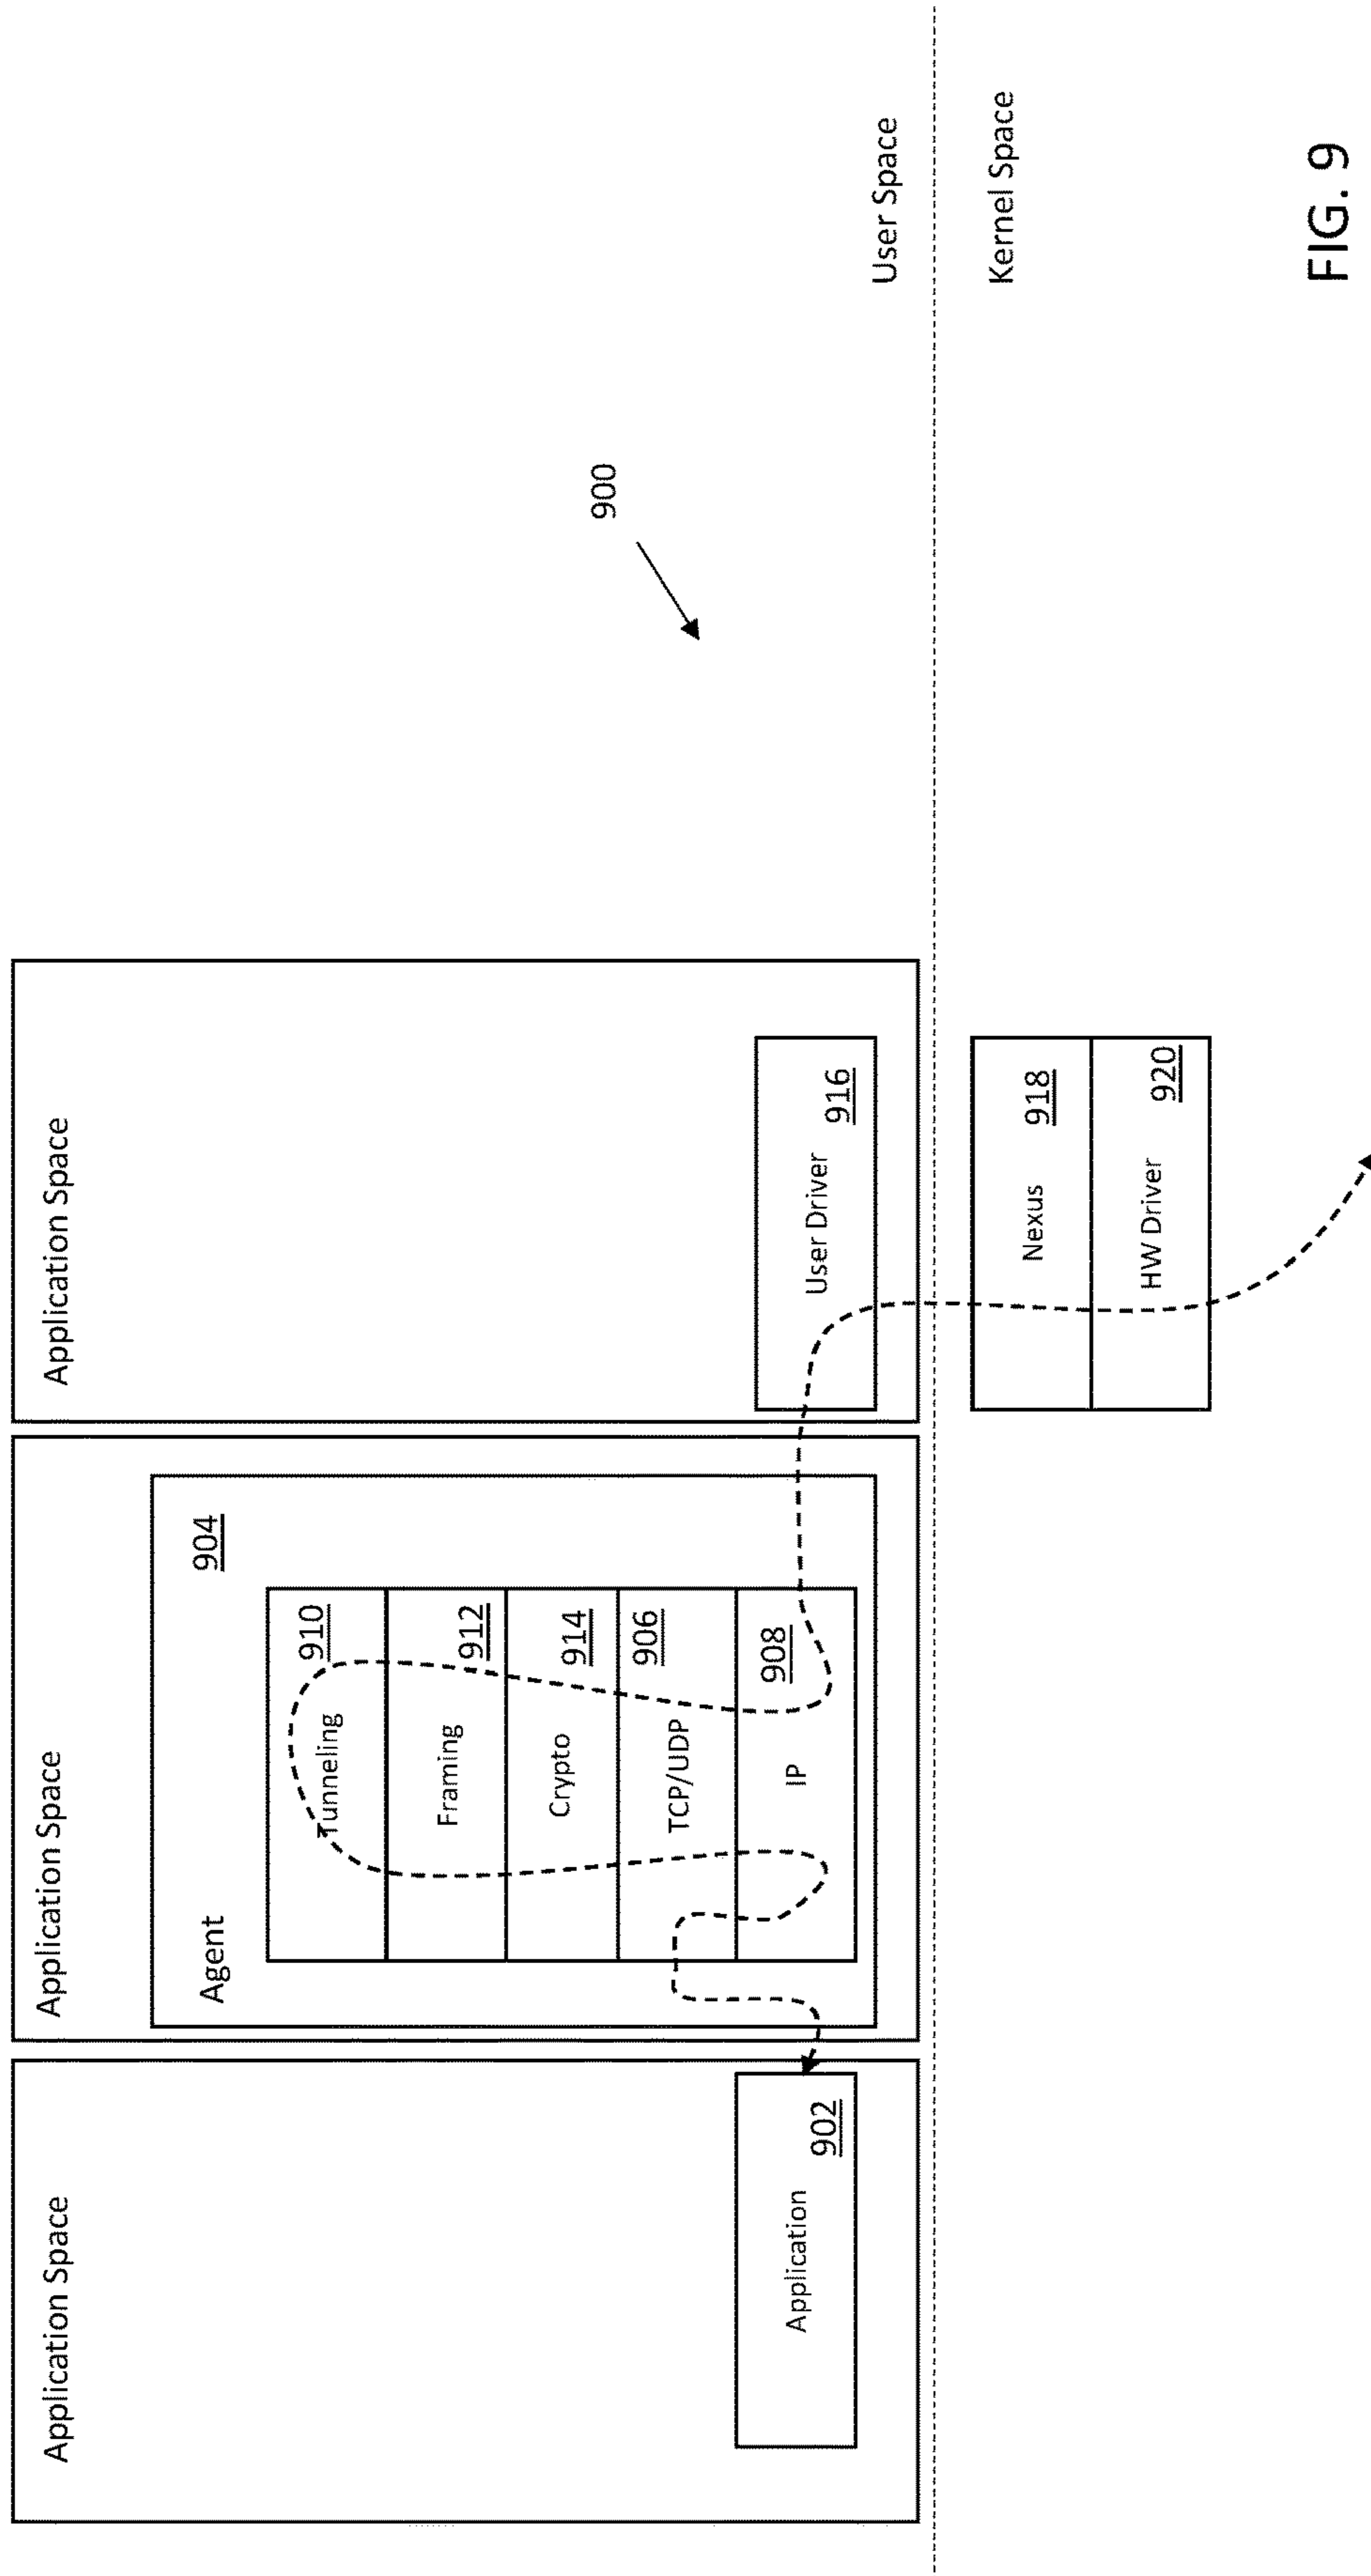 Application Space
Application
902
Application Space
Agent
904
Tunneling
910
Framing
912
Crypto
914
TCP/UDP
906
IP
908
Application Space
User Driver
916
Nexus
918
HW Driver
920
900
User Space
Kernel Space
FIG. 9